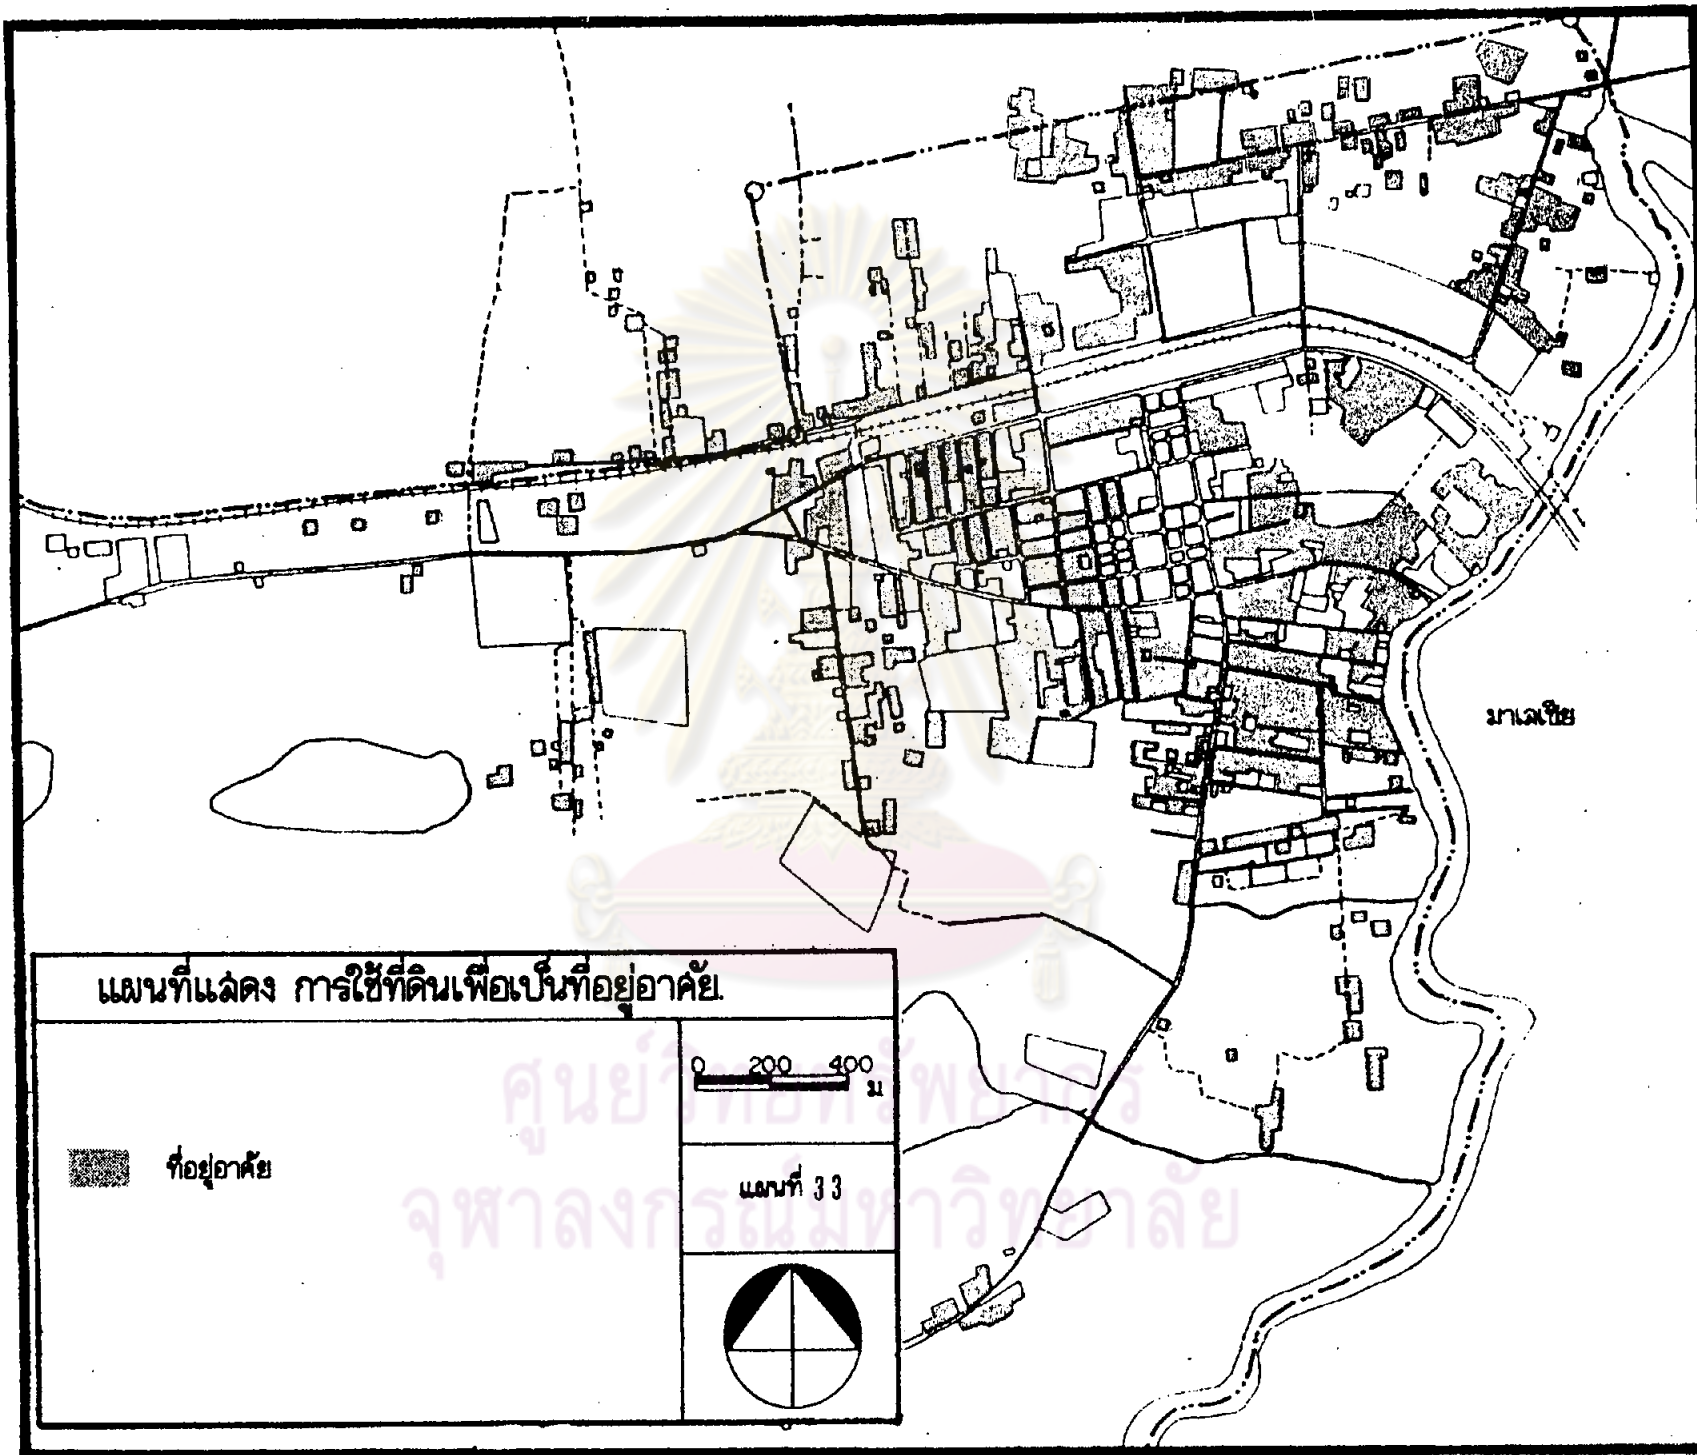 มาเลเซีย
แผนที่แสดง การใช้ที่ดินเพื่อเป็นที่อยู่อาศัย.
0 200 400
ม
ที่อยู่อาศัย
แผนที่ 33
ศูนย์วิทยทรัพยากร
จุฬาลงกรณ์มหาวิทยาลัย